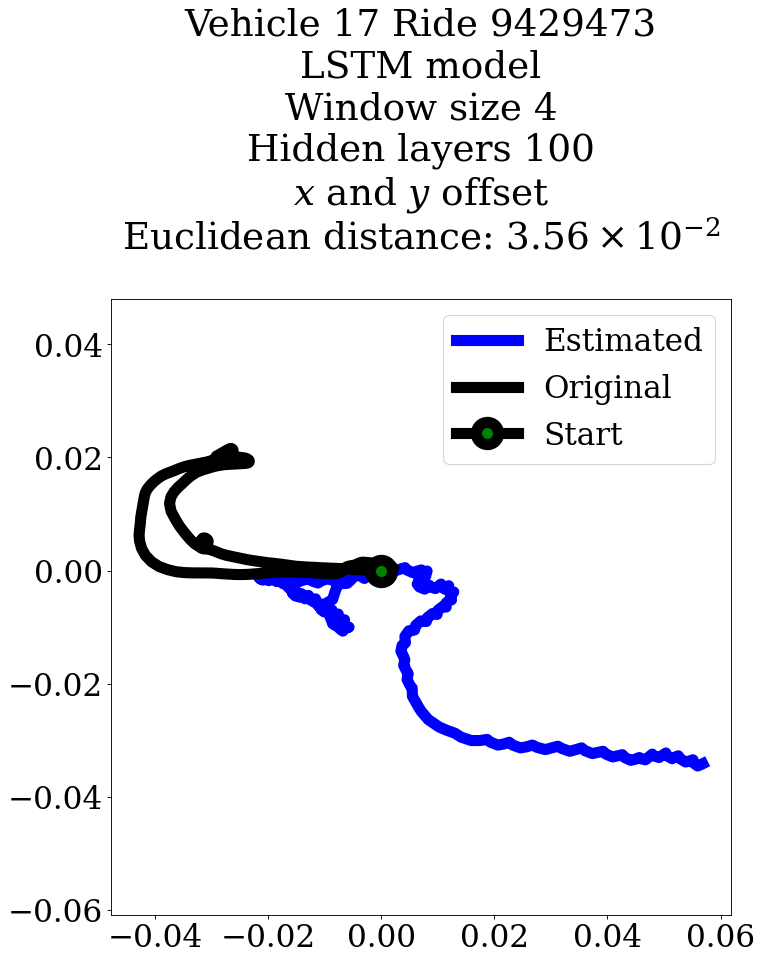 Vehicle 17 Ride 9429473
LSTM model
Window size 4
Hidden layers 100
x and y offset
Euclidean distance: 3.56 × 10⁻²
Estimated
Original
Start
0.04
0.02
0.00
−0.02
−0.04
−0.06
−0.04 −0.02 0.00 0.02 0.04 0.06